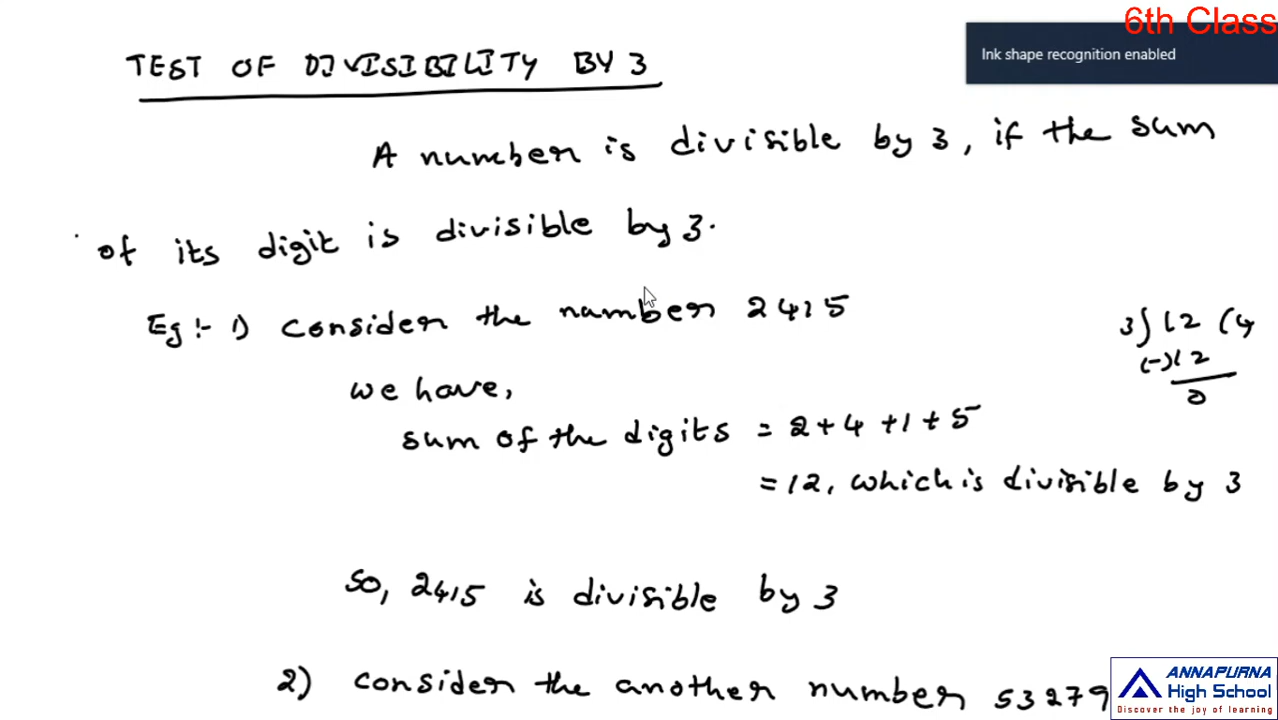 6th Class
Ink shape recognition enabled
TEST OF DIVISIBILITY BY 3
A number is divisible by 3, if the sum
of its digit is divisible by 3.
Eg :- 1) consider the number 2415
3) 12 (4
(-)12
0
we have,
sum of the digits = 2+4+1+5
= 12, which is divisible by 3
So, 2415 is divisible by 3
2) consider the another number 53279
ANNAPURNA
High School
Discover the joy of learning